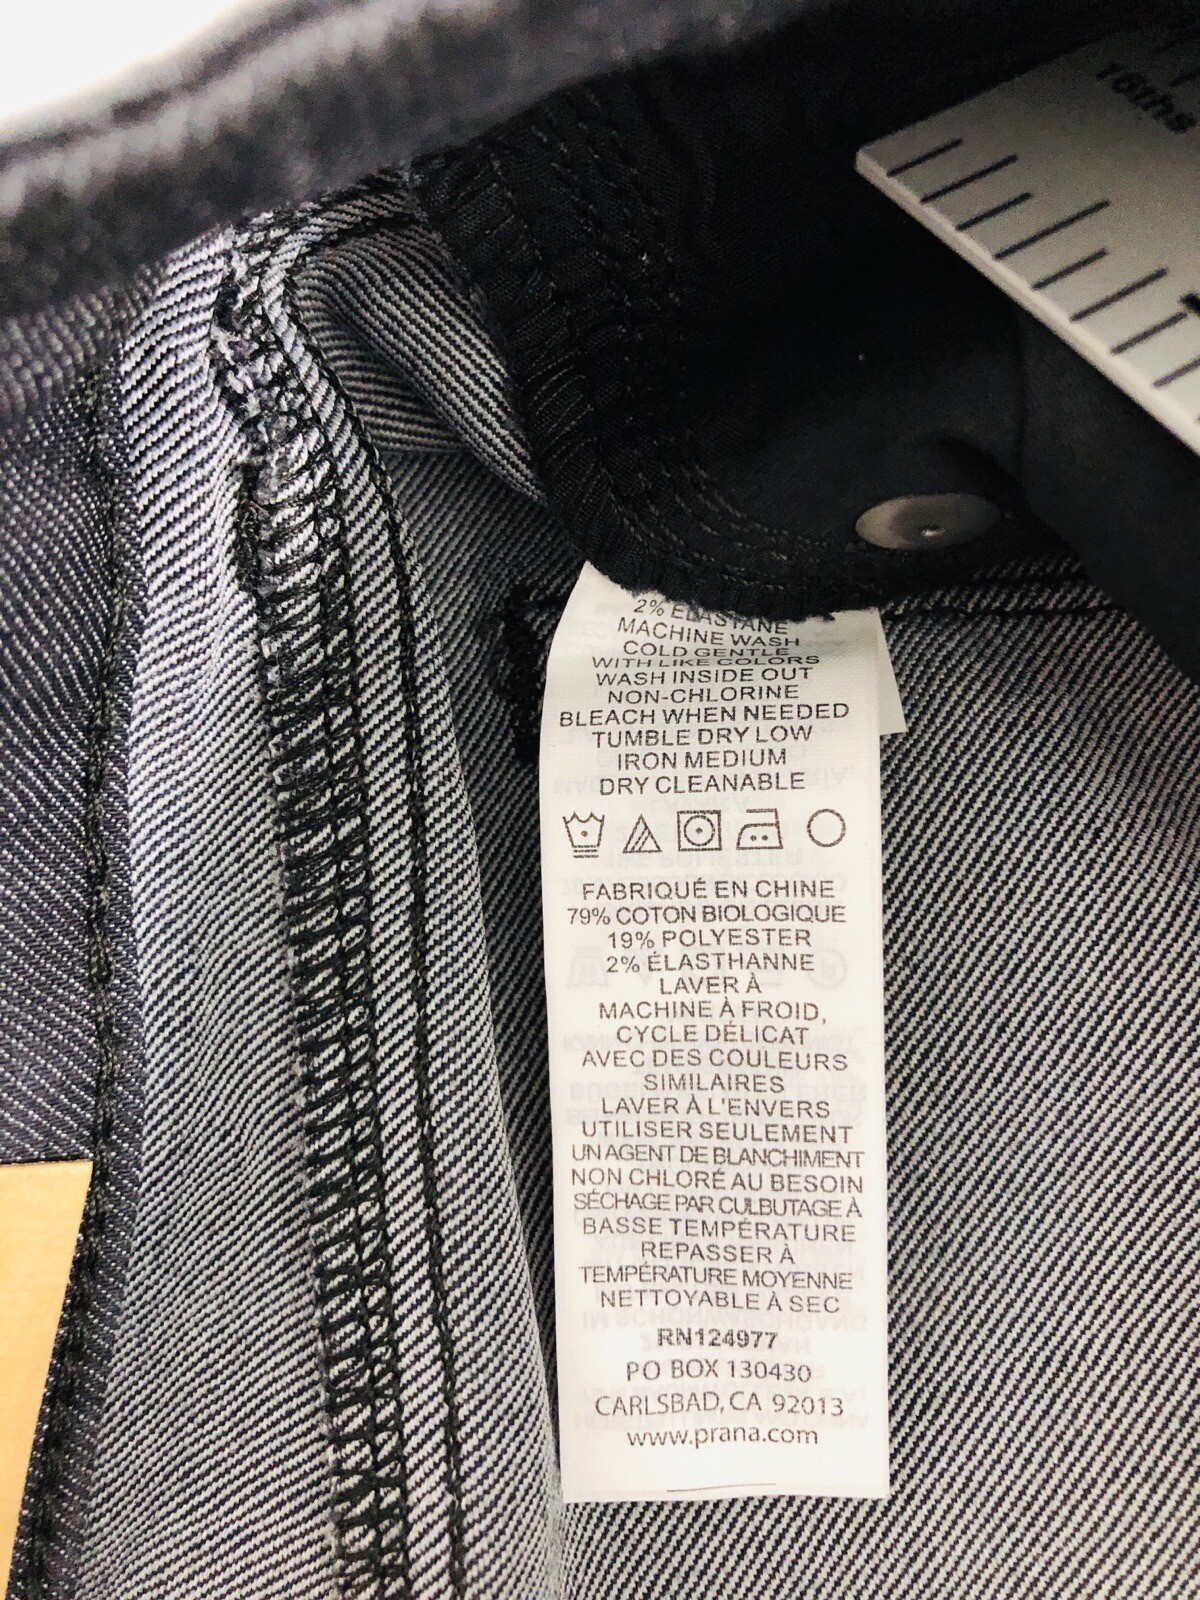 16ths
2% ELASTANE
MACHINE WASH
COLD GENTLE
WITH LIKE COLORS
WASH INSIDE OUT
NON-CHLORINE
BLEACH WHEN NEEDED
TUMBLE DRY LOW
IRON MEDIUM
DRY CLEANABLE
FABRIQUÉ EN CHINE
79% COTON BIOLOGIQUE
19% POLYESTER
2% ÉLASTHANNE
LAVER À
MACHINE À FROID,
CYCLE DÉLICAT
AVEC DES COULEURS
SIMILAIRES
LAVER À L'ENVERS
UTILISER SEULEMENT
UN AGENT DE BLANCHIMENT
NON CHLORÉ AU BESOIN
SÉCHAGE PAR CULBUTAGE À
BASSE TEMPÉRATURE
REPASSER À
TEMPÉRATURE MOYENNE
NETTOYABLE À SEC
RN124977
PO BOX 130430
CARLSBAD, CA 92013
www.prana.com